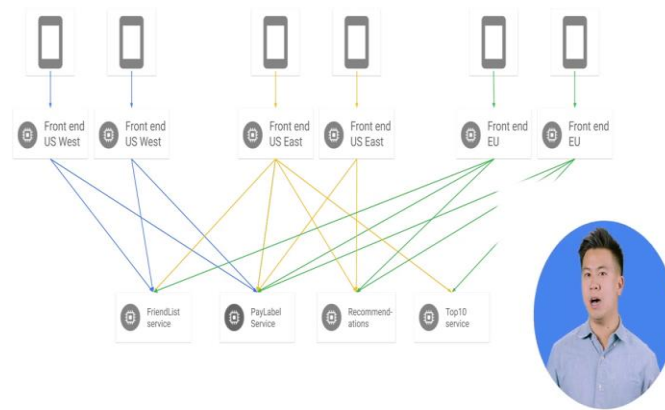 Front end
US West
Front end
US West
Front end
US East
Front end
US East
Front end
EU
Front end
EU
FriendList
service
PayLabel
Service
Recommend-
ations
Top10
service